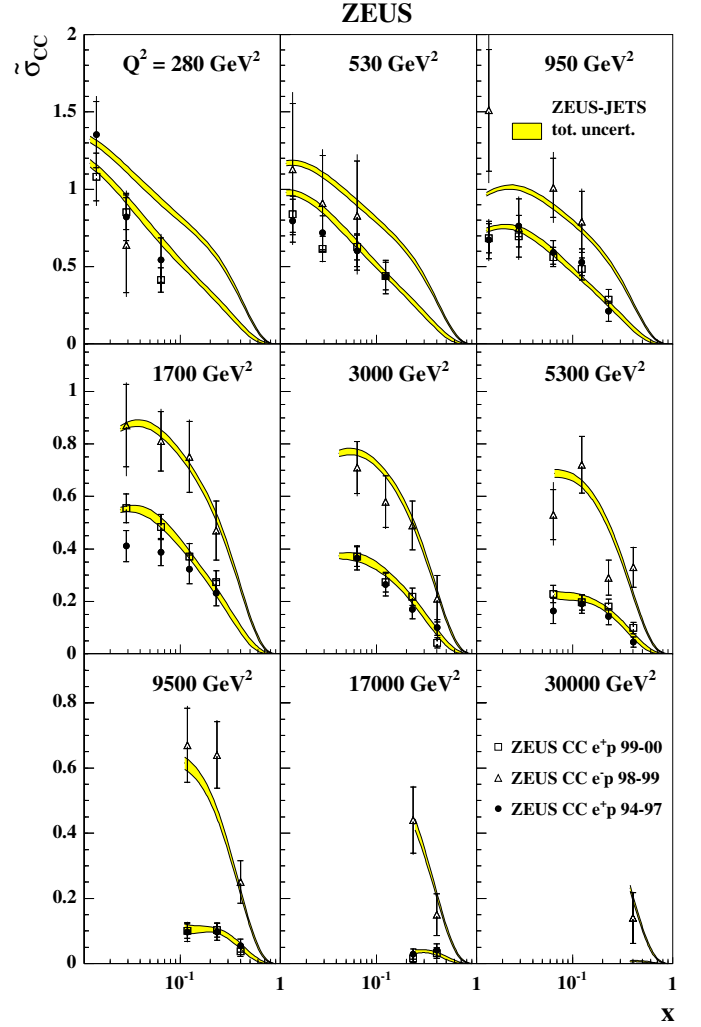 ZEUS
σ̃CC
Q² = 280 GeV²
530 GeV²
950 GeV²
ZEUS-JETS
tot. uncert.
2
1.5
1
0.5
0
1700 GeV²
3000 GeV²
5300 GeV²
1
0.8
0.6
0.4
0.2
0
9500 GeV²
17000 GeV²
30000 GeV²
ZEUS CC e⁺p 99-00
ZEUS CC e⁻p 98-99
ZEUS CC e⁺p 94-97
0.8
0.6
0.4
0.2
0
10⁻¹ 1 10⁻¹ 1 10⁻¹ 1
x